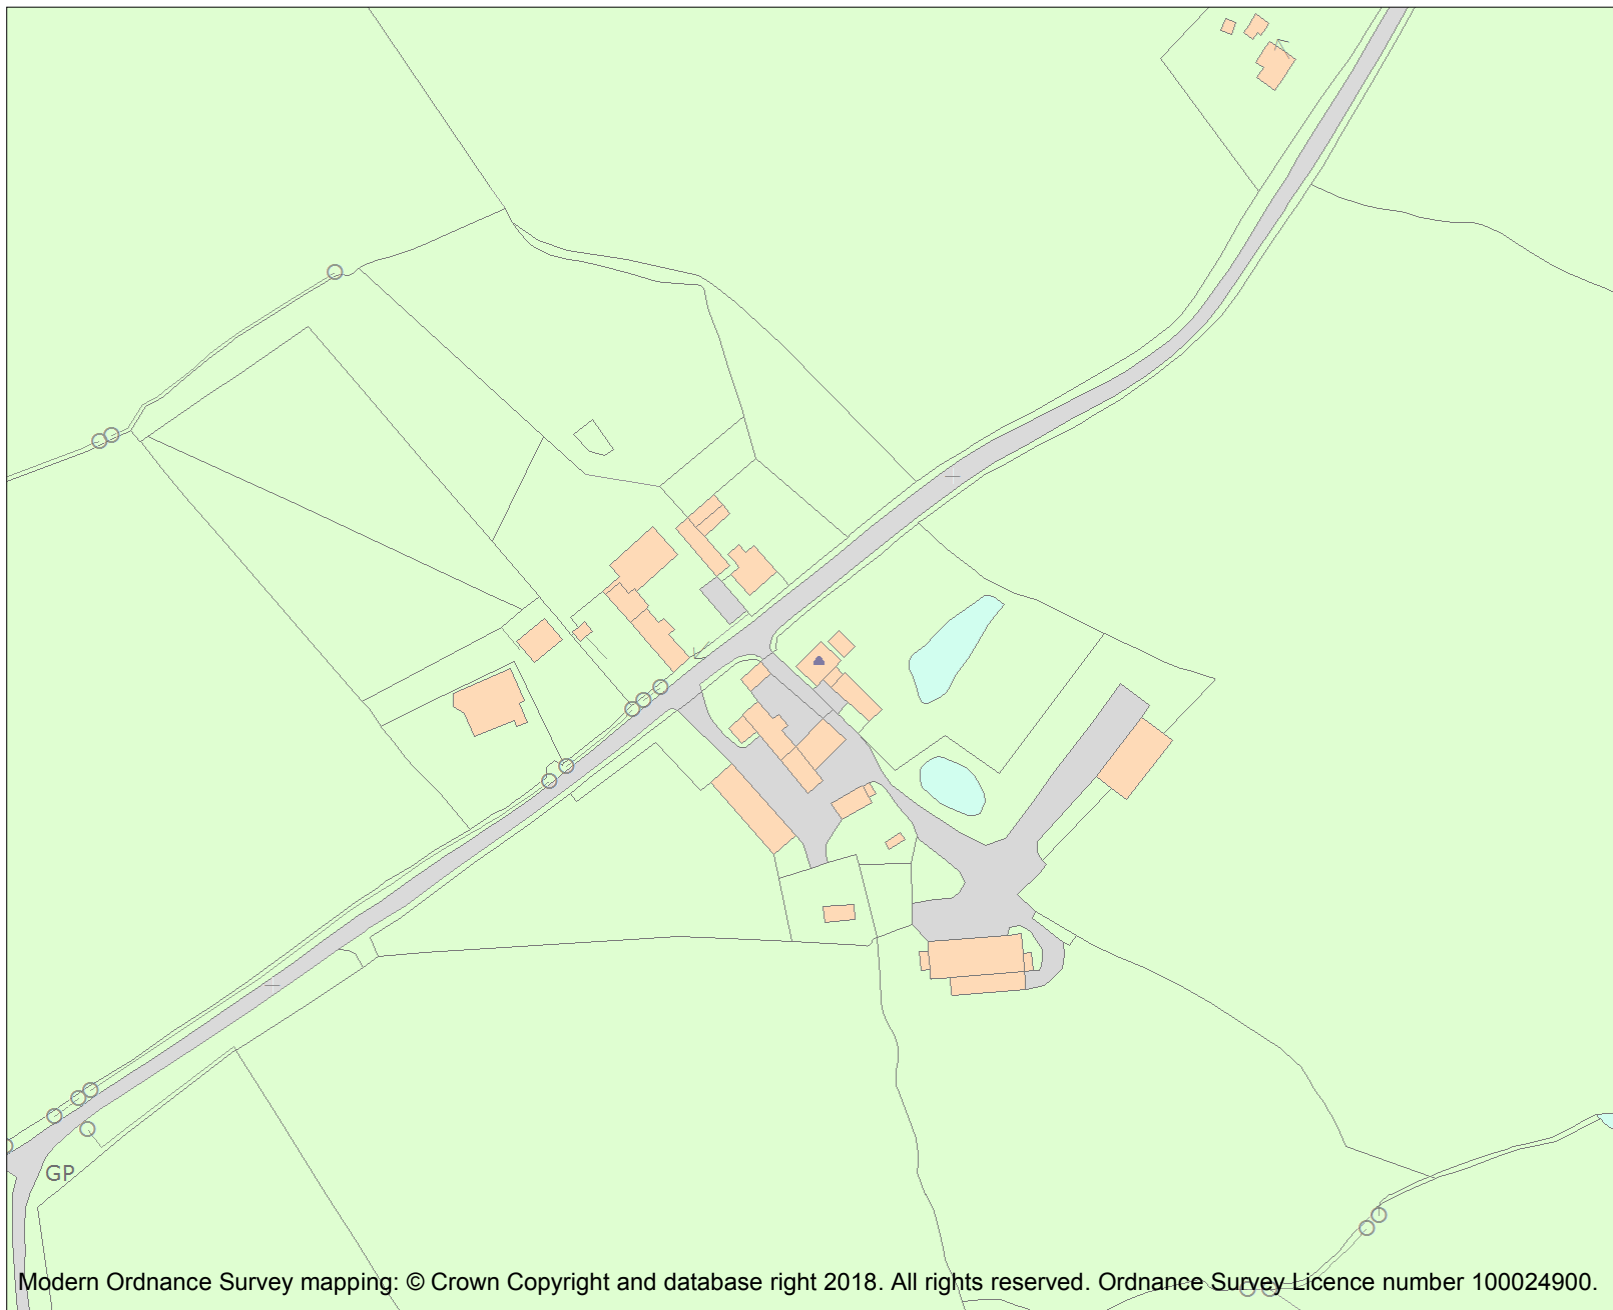 GP
Modern Ordnance Survey mapping: © Crown Copyright and database right 2018. All rights reserved. Ordnance Survey Licence number 100024900.